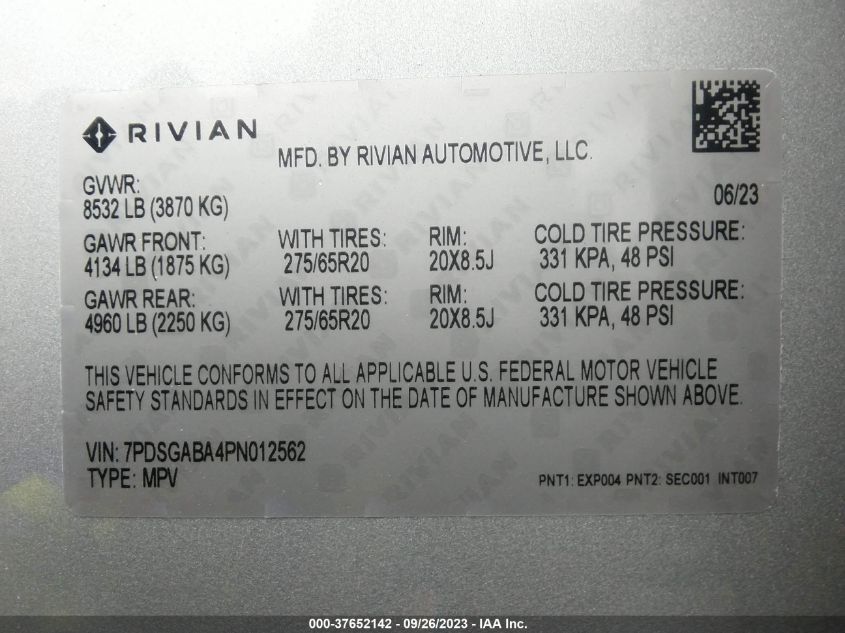 RIVIAN
MFD. BY RIVIAN AUTOMOTIVE, LLC.
GVWR:
8532 LB (3870 KG)
06/23
GAWR FRONT: WITH TIRES: RIM: COLD TIRE PRESSURE:
4134 LB (1875 KG) 275/65R20 20X8.5J 331 KPA, 48 PSI
GAWR REAR: WITH TIRES: RIM: COLD TIRE PRESSURE:
4960 LB (2250 KG) 275/65R20 20X8.5J 331 KPA, 48 PSI
THIS VEHICLE CONFORMS TO ALL APPLICABLE U.S. FEDERAL MOTOR VEHICLE
SAFETY STANDARDS IN EFFECT ON THE DATE OF MANUFACTURE SHOWN ABOVE.
VIN: 7PDSGABA4PN012562
TYPE: MPV
PNT1: EXP004 PNT2: SEC001 INT007
000-37652142 - 09/26/2023 - IAA Inc.